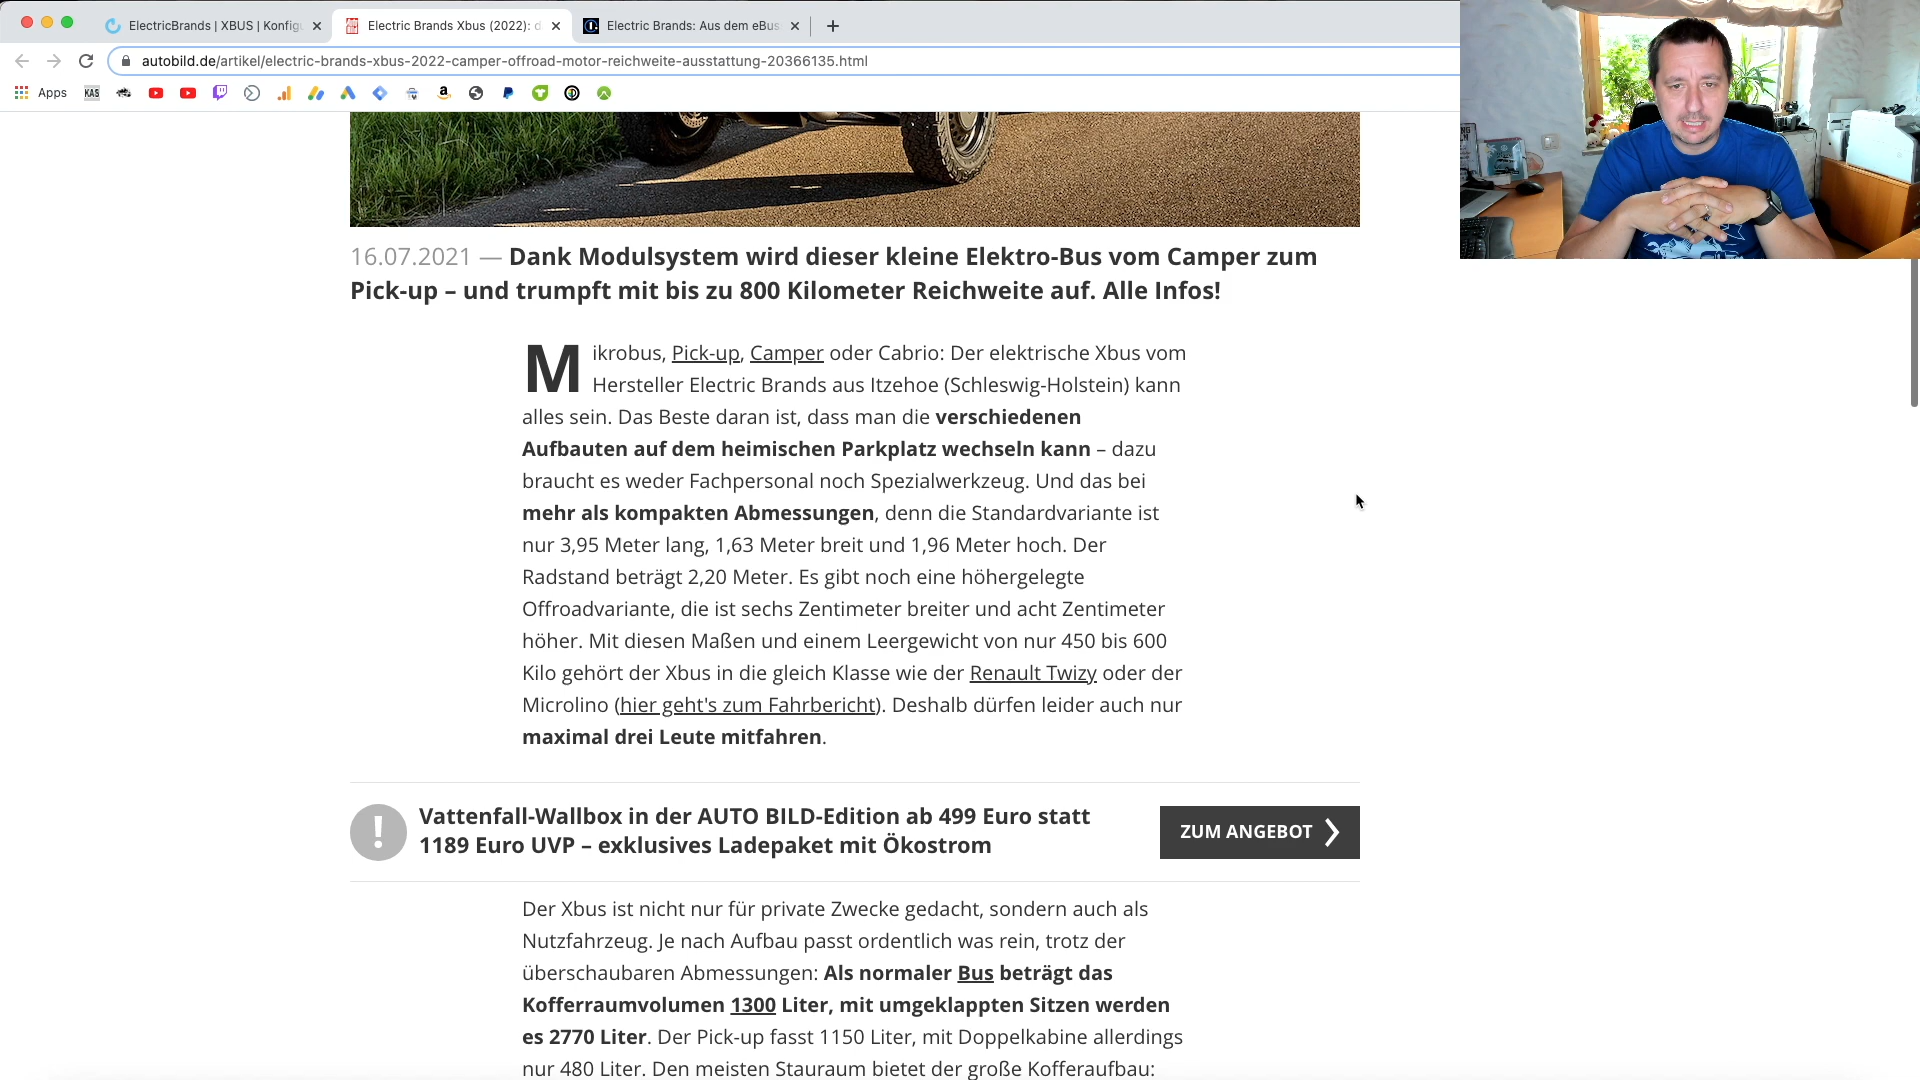 ElectricBrands | XBUS | Konfigu
Electric Brands Xbus (2022): d
Electric Brands: Aus dem eBus
autobild.de/artikel/electric-brands-xbus-2022-camper-offroad-motor-reichweite-ausstattung-20366135.html
Apps
KAS
16.07.2021 — Dank Modulsystem wird dieser kleine Elektro-Bus vom Camper zum
Pick-up – und trumpft mit bis zu 800 Kilometer Reichweite auf. Alle Infos!
Mikrobus, Pick-up, Camper oder Cabrio: Der elektrische Xbus vom
Hersteller Electric Brands aus Itzehoe (Schleswig-Holstein) kann
alles sein. Das Beste daran ist, dass man die verschiedenen
Aufbauten auf dem heimischen Parkplatz wechseln kann – dazu
braucht es weder Fachpersonal noch Spezialwerkzeug. Und das bei
mehr als kompakten Abmessungen, denn die Standardvariante ist
nur 3,95 Meter lang, 1,63 Meter breit und 1,96 Meter hoch. Der
Radstand beträgt 2,20 Meter. Es gibt noch eine höhergelegte
Offroadvariante, die ist sechs Zentimeter breiter und acht Zentimeter
höher. Mit diesen Maßen und einem Leergewicht von nur 450 bis 600
Kilo gehört der Xbus in die gleich Klasse wie der Renault Twizy oder der
Microlino (hier geht's zum Fahrbericht). Deshalb dürfen leider auch nur
maximal drei Leute mitfahren.
Vattenfall-Wallbox in der AUTO BILD-Edition ab 499 Euro statt
1189 Euro UVP – exklusives Ladepaket mit Ökostrom
ZUM ANGEBOT
Der Xbus ist nicht nur für private Zwecke gedacht, sondern auch als
Nutzfahrzeug. Je nach Aufbau passt ordentlich was rein, trotz der
überschaubaren Abmessungen: Als normaler Bus beträgt das
Kofferraumvolumen 1300 Liter, mit umgeklappten Sitzen werden
es 2770 Liter. Der Pick-up fasst 1150 Liter, mit Doppelkabine allerdings
nur 480 Liter. Den meisten Stauraum bietet der große Kofferaufbau: